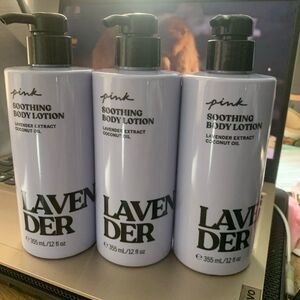 pink
SOOTHING
BODY LOTION
LAVENDER EXTRACT
COCONUT OIL
LAVEN
DER
℮ 355 mL/12 fl oz
pink
SOOTHING
BODY LOTION
LAVENDER EXTRACT
COCONUT OIL
LAVEN
DER
℮ 355 mL/12 fl oz
pink
SOOTHING
BODY LOTION
LAVENDER EXTRACT
COCONUT OIL
LAVEN
DER
℮ 355 mL/12 fl oz